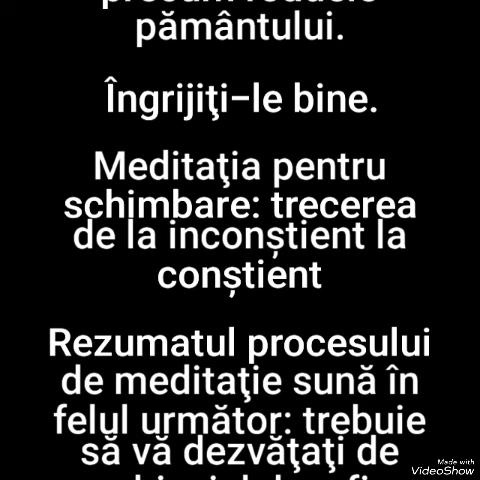 pământului.
Îngrijiţi-le bine.
Meditaţia pentru
schimbare: trecerea
de la inconștient la
conștient
Rezumatul procesului
de meditaţie sună în
felul următor: trebuie
să vă dezvăţaţi de
Made with
VideoShow